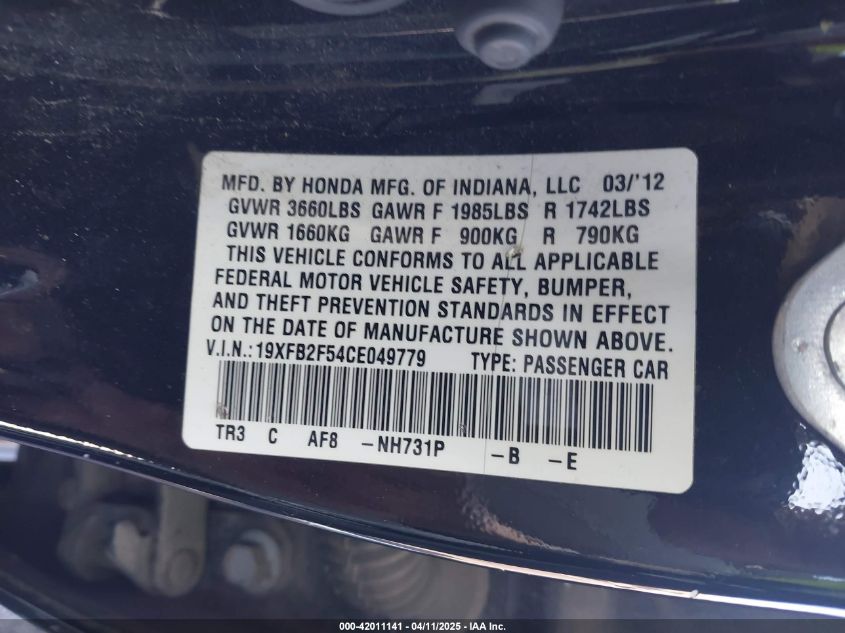 MFD. BY HONDA MFG. OF INDIANA, LLC 03/'12
GVWR 3660LBS GAWR F 1985LBS R 1742LBS
GVWR 1660KG GAWR F 900KG R 790KG
THIS VEHICLE CONFORMS TO ALL APPLICABLE
FEDERAL MOTOR VEHICLE SAFETY, BUMPER,
AND THEFT PREVENTION STANDARDS IN EFFECT
ON THE DATE OF MANUFACTURE SHOWN ABOVE.
V.I.N.: 19XFB2F54CE049779 TYPE: PASSENGER CAR
TR3 C AF8 -NH731P -B -E
000-42011141 - 04/11/2025 - IAA Inc.